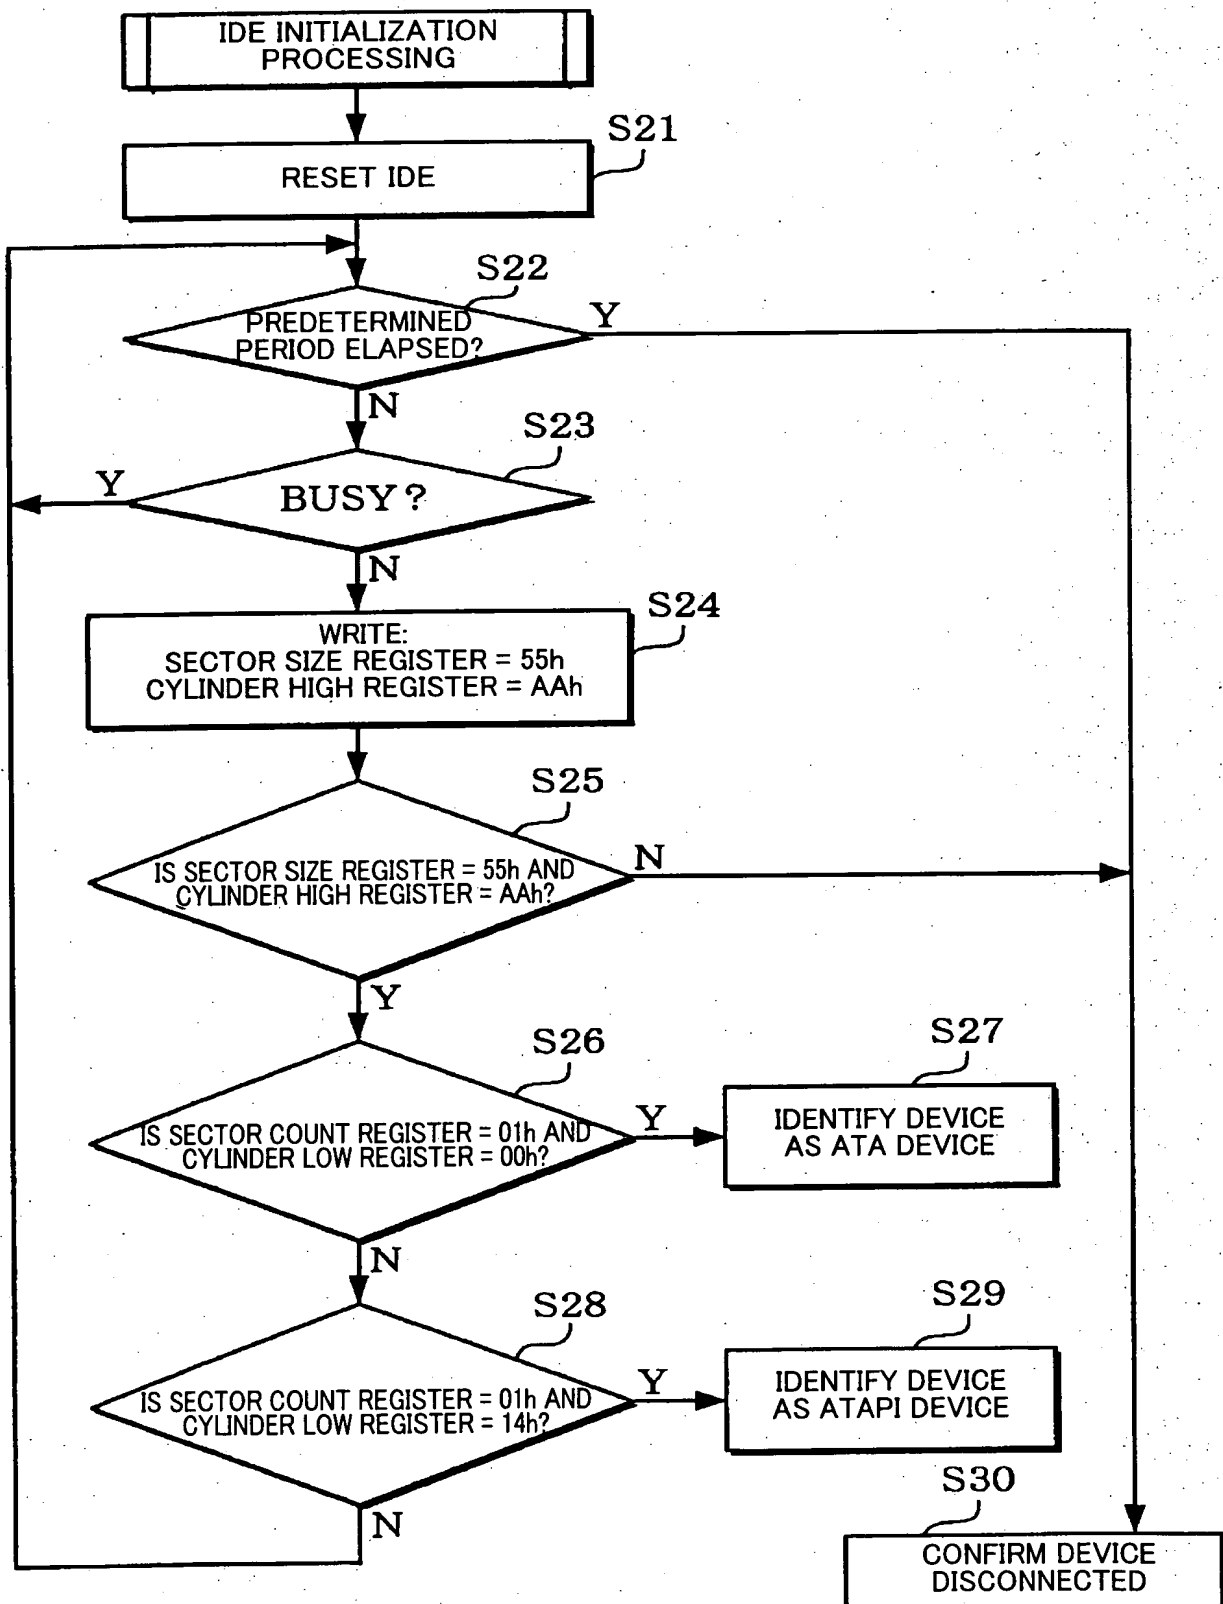 IDE INITIALIZATION
PROCESSING
S21
RESET IDE
S22
PREDETERMINED
PERIOD ELAPSED?
Y
N
S23
Y
BUSY?
N
S24
WRITE:
SECTOR SIZE REGISTER = 55h
CYLINDER HIGH REGISTER = AAh
S25
IS SECTOR SIZE REGISTER = 55h AND
CYLINDER HIGH REGISTER = AAh?
N
Y
S26
IS SECTOR COUNT REGISTER = 01h AND
CYLINDER LOW REGISTER = 00h?
Y
S27
IDENTIFY DEVICE
AS ATA DEVICE
N
S28
IS SECTOR COUNT REGISTER = 01h AND
CYLINDER LOW REGISTER = 14h?
Y
S29
IDENTIFY DEVICE
AS ATAPI DEVICE
N
S30
CONFIRM DEVICE
DISCONNECTED